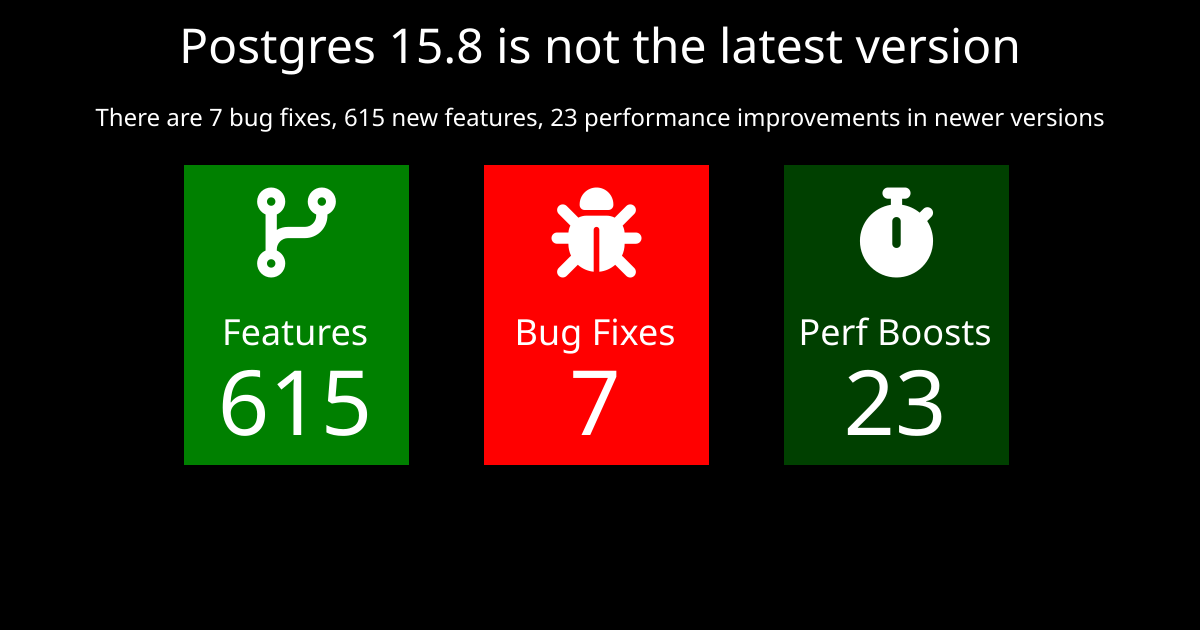 Postgres 15.8 is not the latest version
There are 7 bug fixes, 615 new features, 23 performance improvements in newer versions
Features
615
Bug Fixes
7
Perf Boosts
23